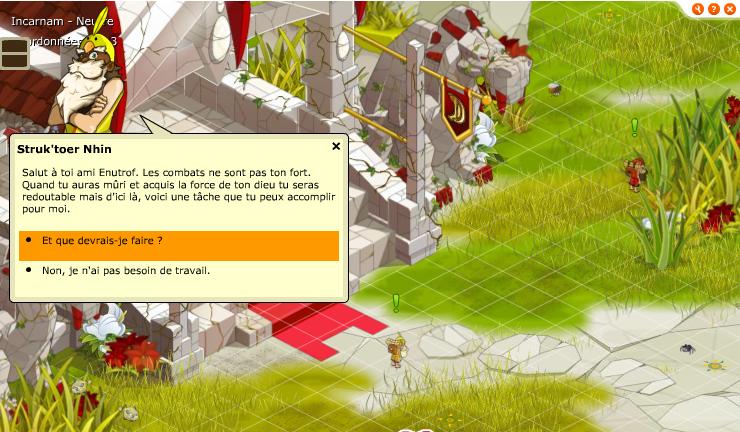 Incarnam - Neutre
Struk'toer Nhin
Salut à toi ami Enutrof. Les combats ne sont pas ton fort.
Quand tu auras mûri et acquis la force de ton dieu tu seras
redoutable mais d'ici là, voici une tâche que tu peux accomplir
pour moi.
Et que devrais-je faire ?
Non, je n'ai pas besoin de travail.